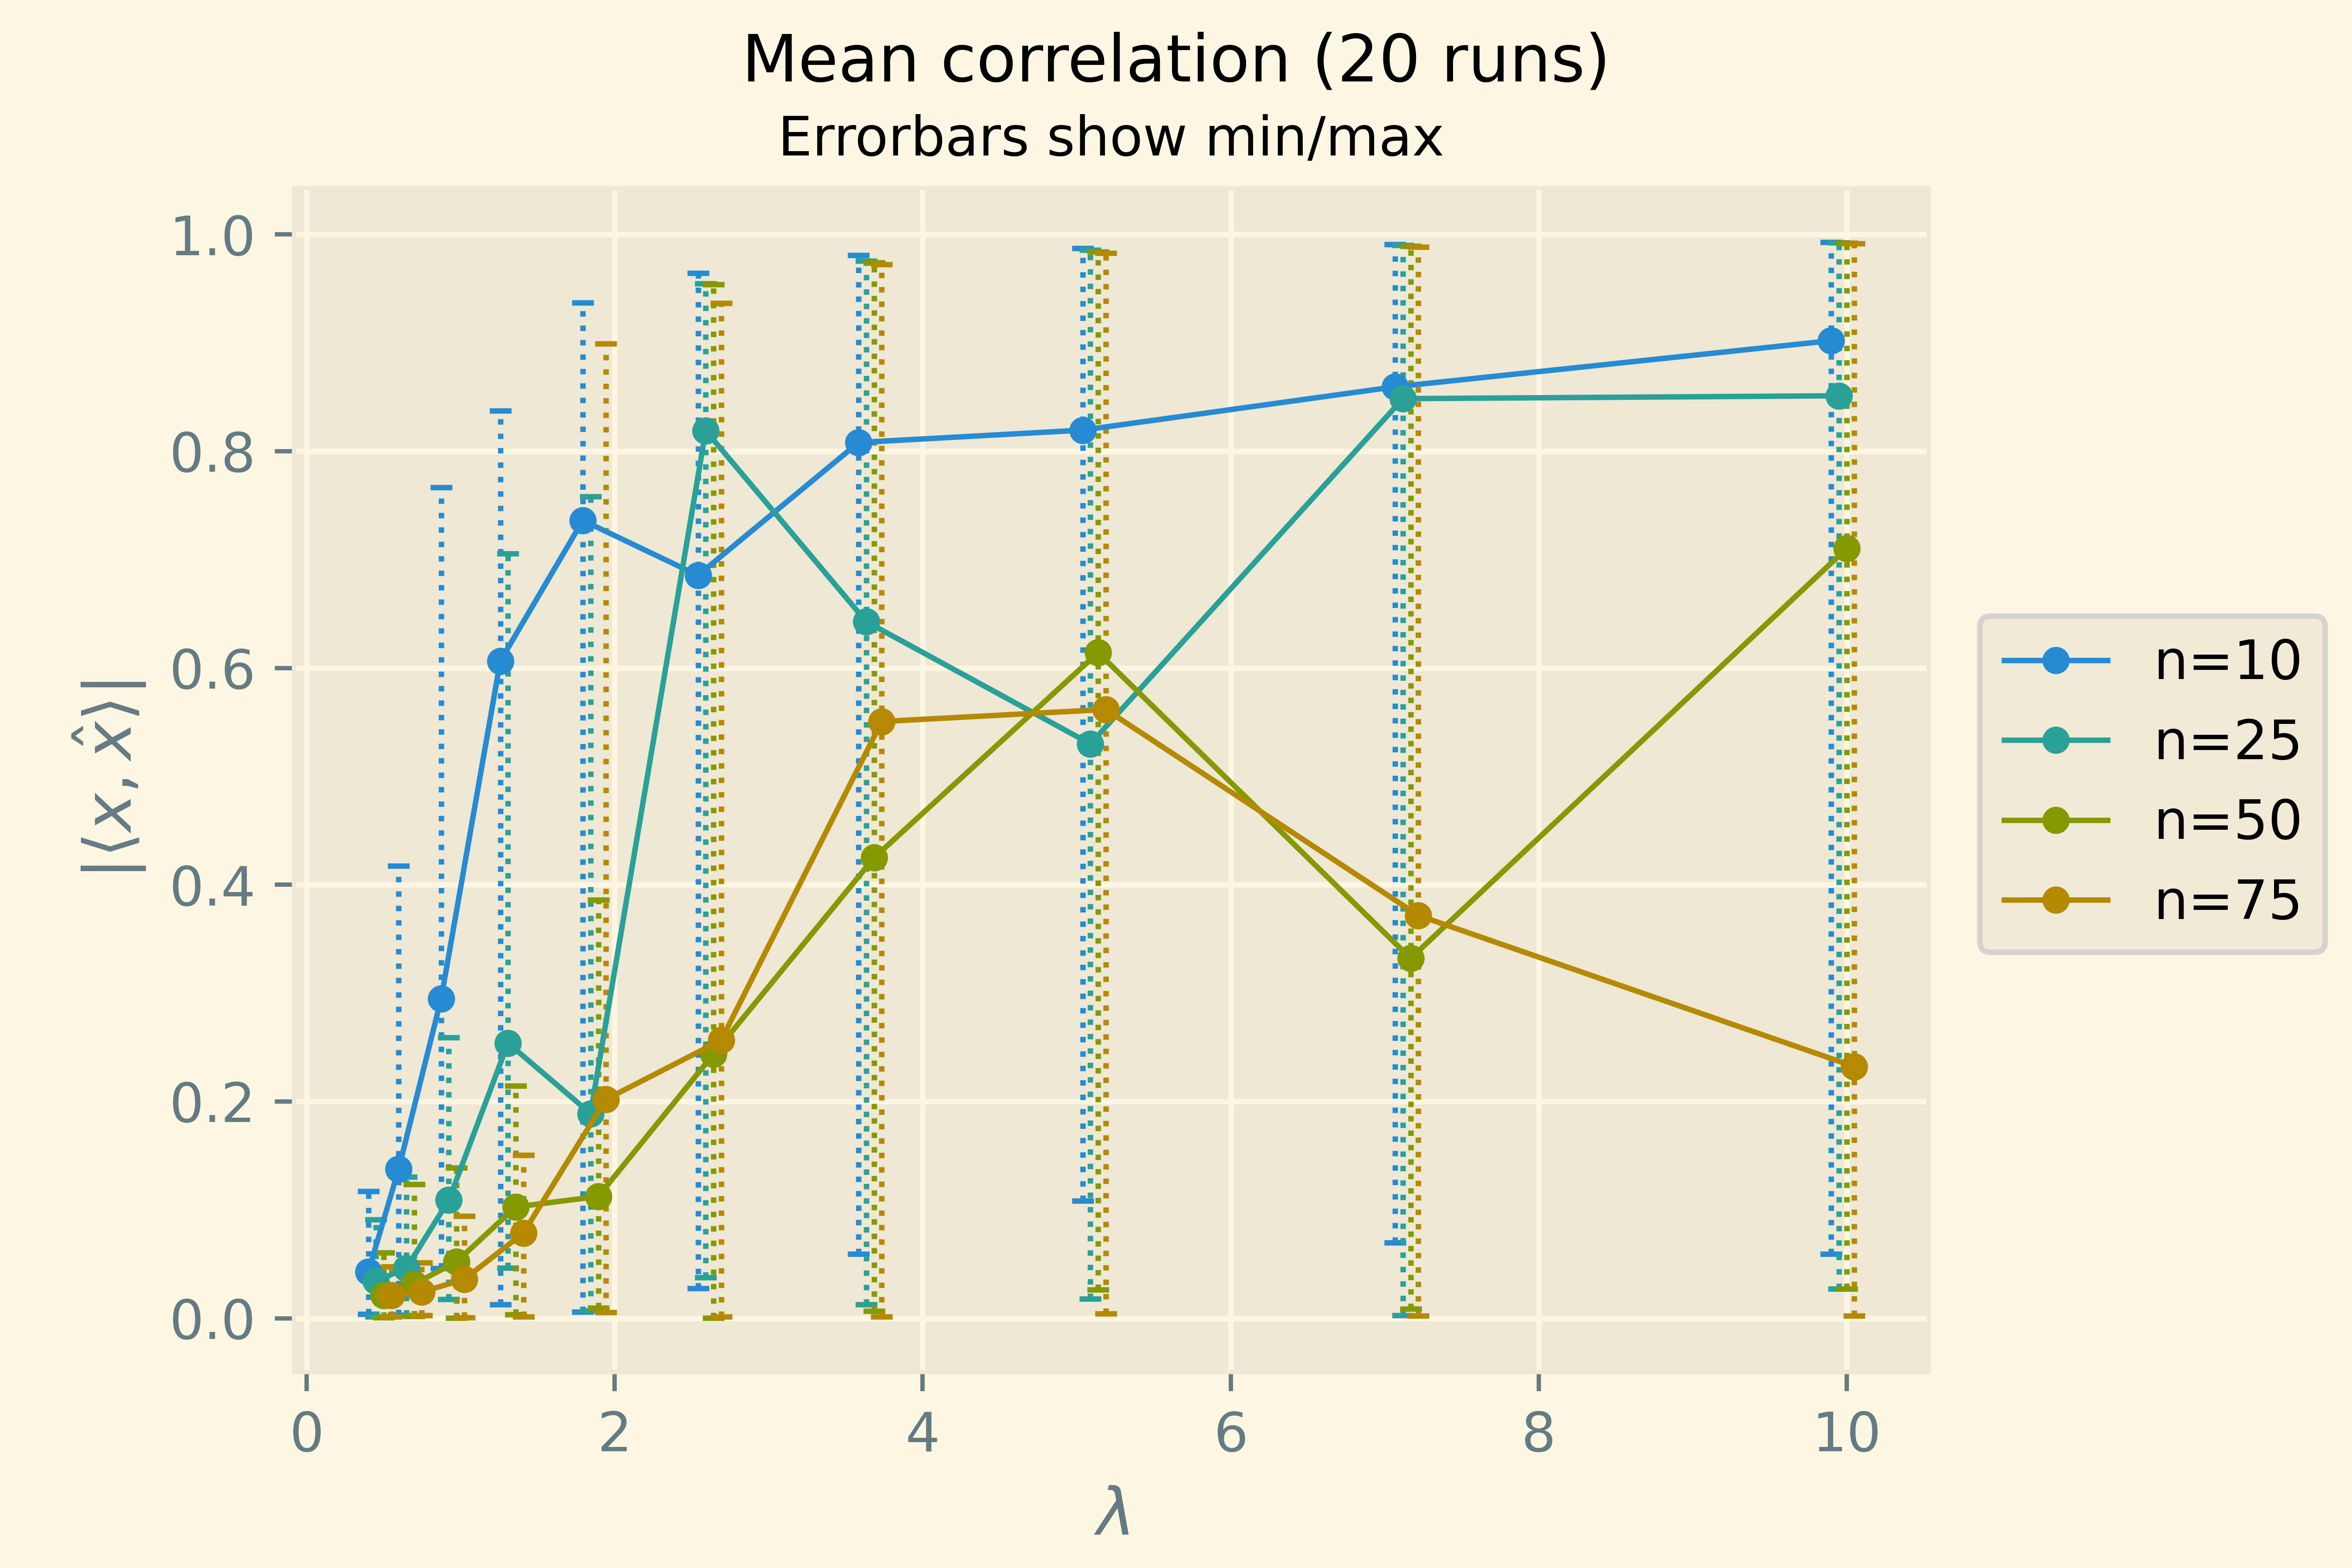 Mean correlation (20 runs)
Errorbars show min/max
1.0
0.8
0.6
0.4
0.2
0.0
|⟨x, x̂⟩|
0 2 4 6 8 10
λ
n=10
n=25
n=50
n=75